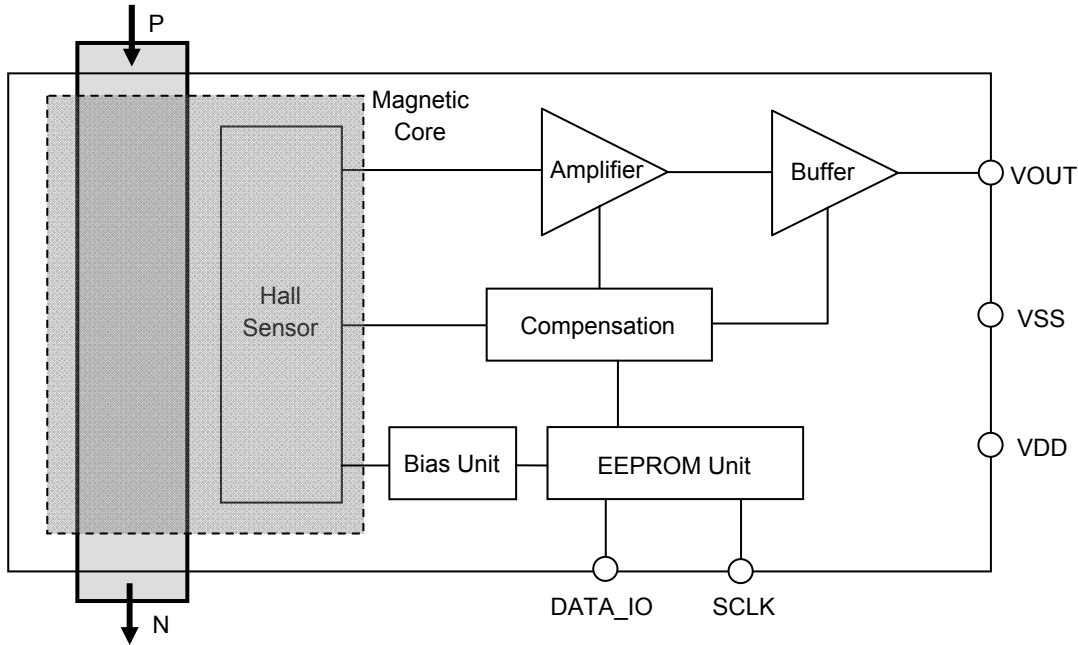 P
Magnetic
Core
Amplifier
Buffer
VOUT
Hall
Sensor
Compensation
VSS
Bias Unit
EEPROM Unit
VDD
DATA_IO
SCLK
N